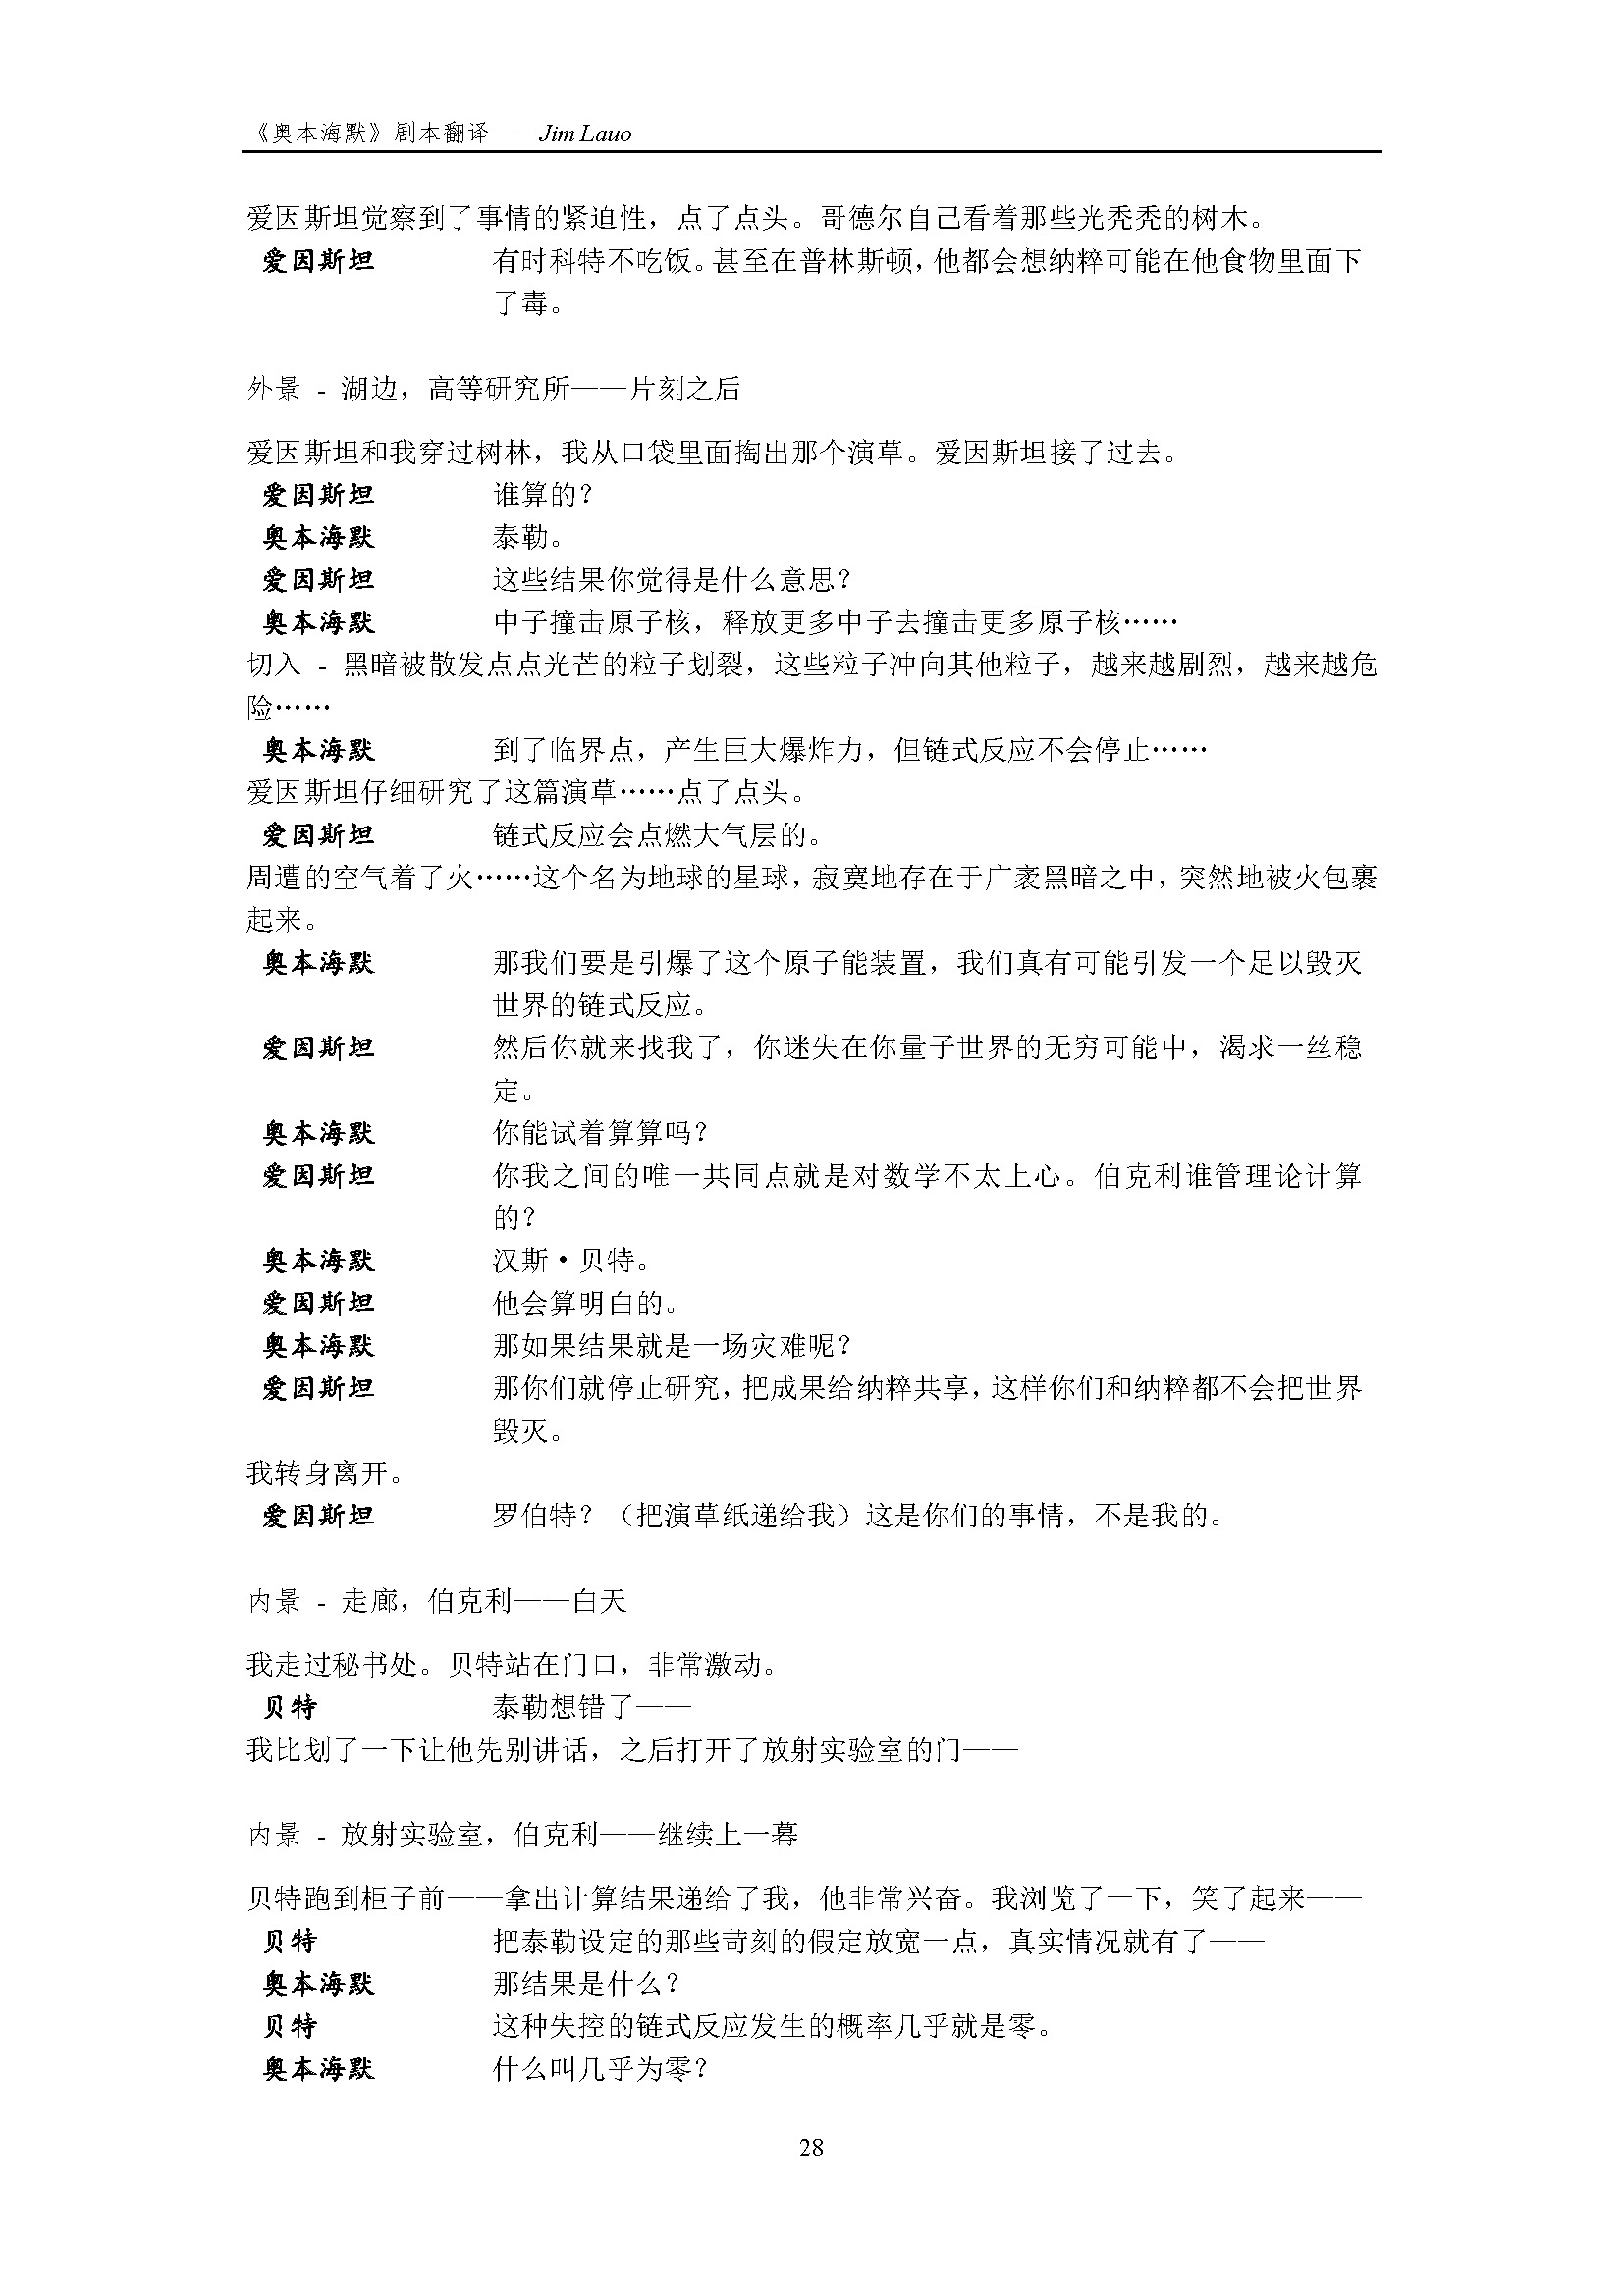 《奥本海默》剧本翻译——Jim Lauo
爱因斯坦觉察到了事情的紧迫性，点了点头。哥德尔自己看着那些光秃秃的树木。
爱因斯坦 有时科特不吃饭。甚至在普林斯顿，他都会想纳粹可能在他食物里面下
了毒。
外景 - 湖边，高等研究所——片刻之后
爱因斯坦和我穿过树林，我从口袋里面掏出那个演草。爱因斯坦接了过去。
爱因斯坦 谁算的？
奥本海默 泰勒。
爱因斯坦 这些结果你觉得是什么意思？
奥本海默 中子撞击原子核，释放更多中子去撞击更多原子核……
切入 - 黑暗被散发点点光芒的粒子划裂，这些粒子冲向其他粒子，越来越剧烈，越来越危
险……
奥本海默 到了临界点，产生巨大爆炸力，但链式反应不会停止……
爱因斯坦仔细研究了这篇演草……点了点头。
爱因斯坦 链式反应会点燃大气层的。
周遭的空气着了火……这个名为地球的星球，寂寞地存在于广袤黑暗之中，突然地被火包裹
起来。
奥本海默 那我们要是引爆了这个原子能装置，我们真有可能引发一个足以毁灭
世界的链式反应。
爱因斯坦 然后你就来找我了，你迷失在你量子世界的无穷可能中，渴求一丝稳
定。
奥本海默 你能试着算算吗？
爱因斯坦 你我之间的唯一共同点就是对数学不太上心。伯克利谁管理论计算
的？
奥本海默 汉斯·贝特。
爱因斯坦 他会算明白的。
奥本海默 那如果结果就是一场灾难呢？
爱因斯坦 那你们就停止研究，把成果给纳粹共享，这样你们和纳粹都不会把世界
毁灭。
我转身离开。
爱因斯坦 罗伯特？（把演草纸递给我）这是你们的事情，不是我的。
内景 - 走廊，伯克利——白天
我走过秘书处。贝特站在门口，非常激动。
贝特 泰勒想错了——
我比划了一下让他先别讲话，之后打开了放射实验室的门——
内景 - 放射实验室，伯克利——继续上一幕
贝特跑到柜子前——拿出计算结果递给了我，他非常兴奋。我浏览了一下，笑了起来——
贝特 把泰勒设定的那些苛刻的假定放宽一点，真实情况就有了——
奥本海默 那结果是什么？
贝特 这种失控的链式反应发生的概率几乎就是零。
奥本海默 什么叫几乎为零？
28